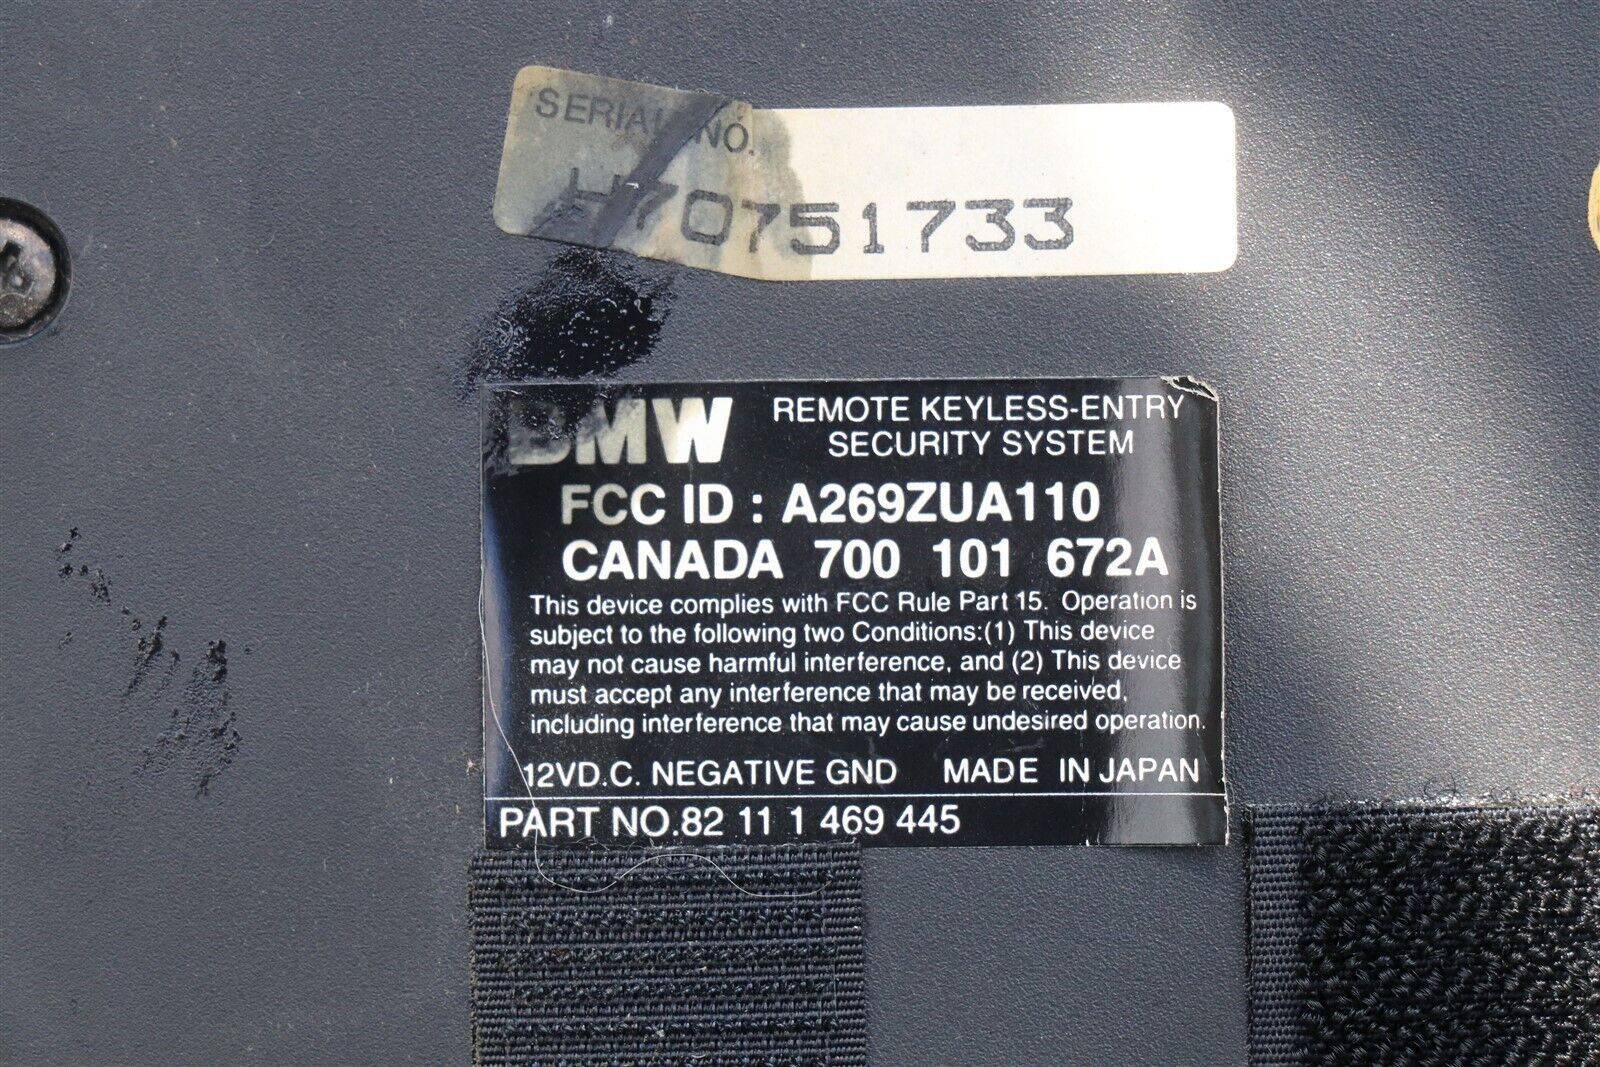 SERIAL NO.
H70751733
BMW
REMOTE KEYLESS-ENTRY
SECURITY SYSTEM
FCC ID : A269ZUA110
CANADA 700 101 672A
This device complies with FCC Rule Part 15. Operation is
subject to the following two Conditions:(1) This device
may not cause harmful interference, and (2) This device
must accept any interference that may be received,
including interference that may cause undesired operation.
12VD.C. NEGATIVE GND MADE IN JAPAN
PART NO.82 11 1 469 445